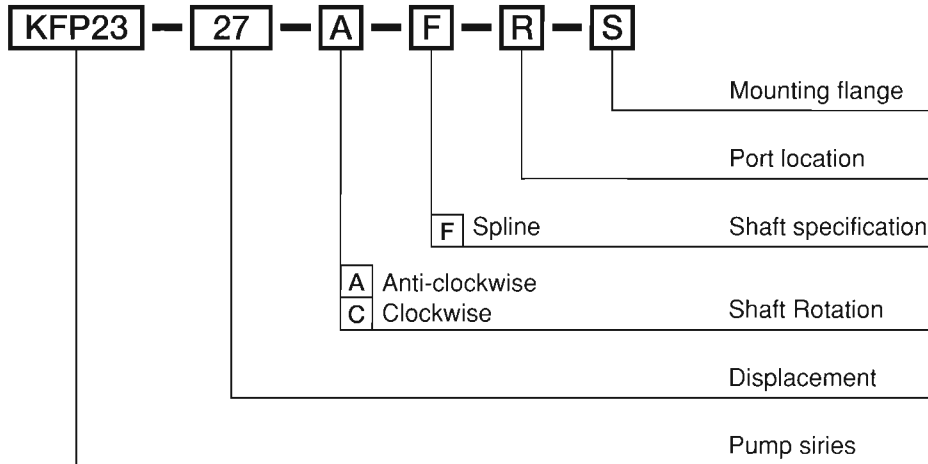 KFP23 - 27 - A - F - R - S
Mounting flange
Port location
F Spline Shaft specification
A Anti-clockwise
C Clockwise
Shaft Rotation
Displacement
Pump siries